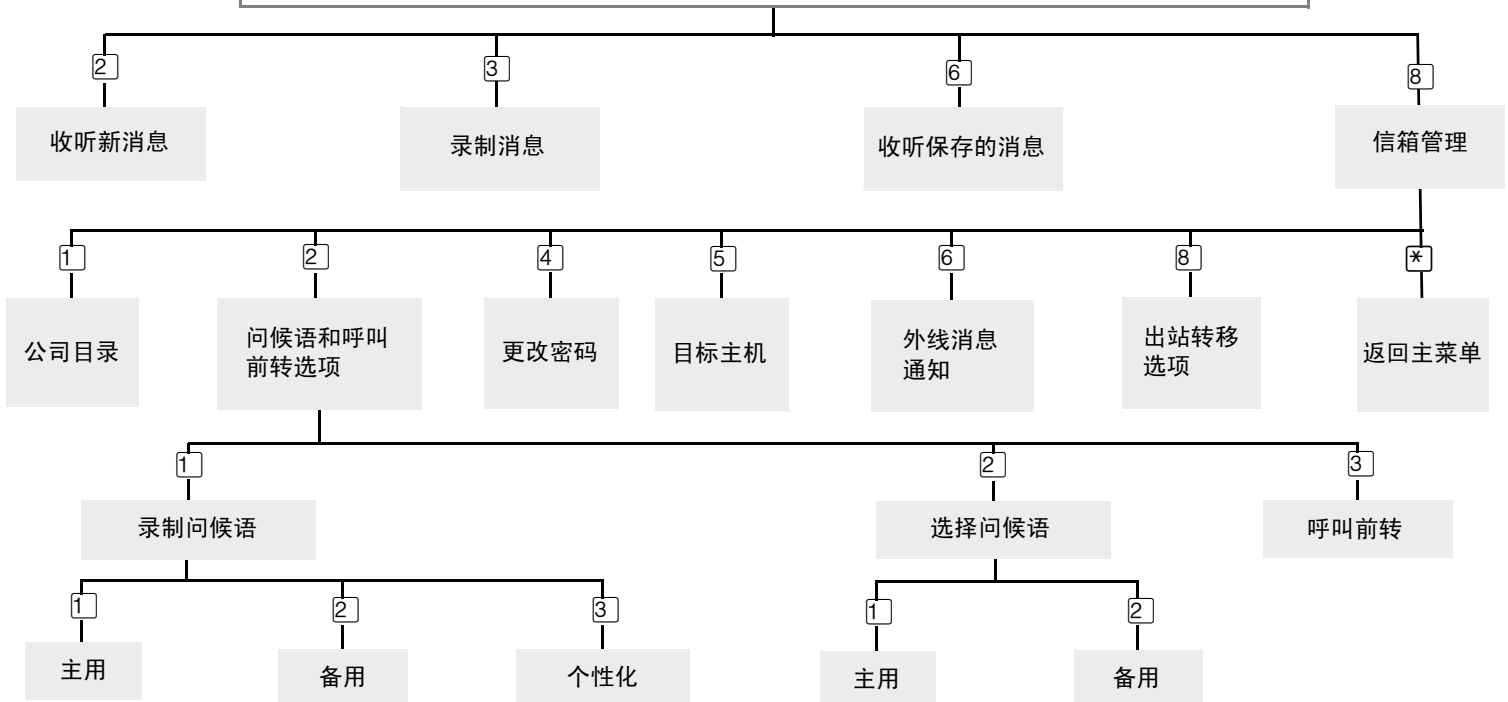 2
3
6
8
收听新消息
录制消息
收听保存的消息
信箱管理
1
2
4
5
6
8
*
公司目录
问候语和呼叫
前转选项
更改密码
目标主机
外线消息
通知
出站转移
选项
返回主菜单
1
2
3
录制问候语
选择问候语
呼叫前转
1
2
3
1
2
主用
备用
个性化
主用
备用